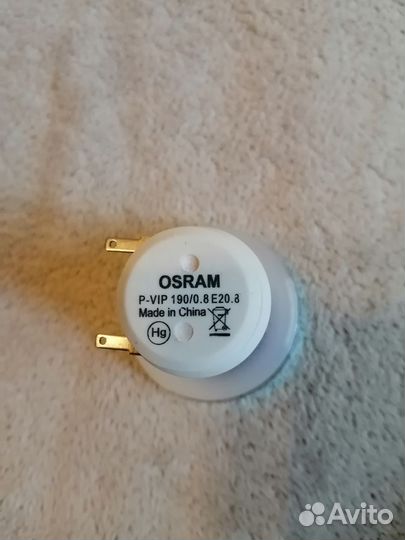 OSRAM
P-VIP 190/0.8 E20.8
Made in China
Hg
Avito